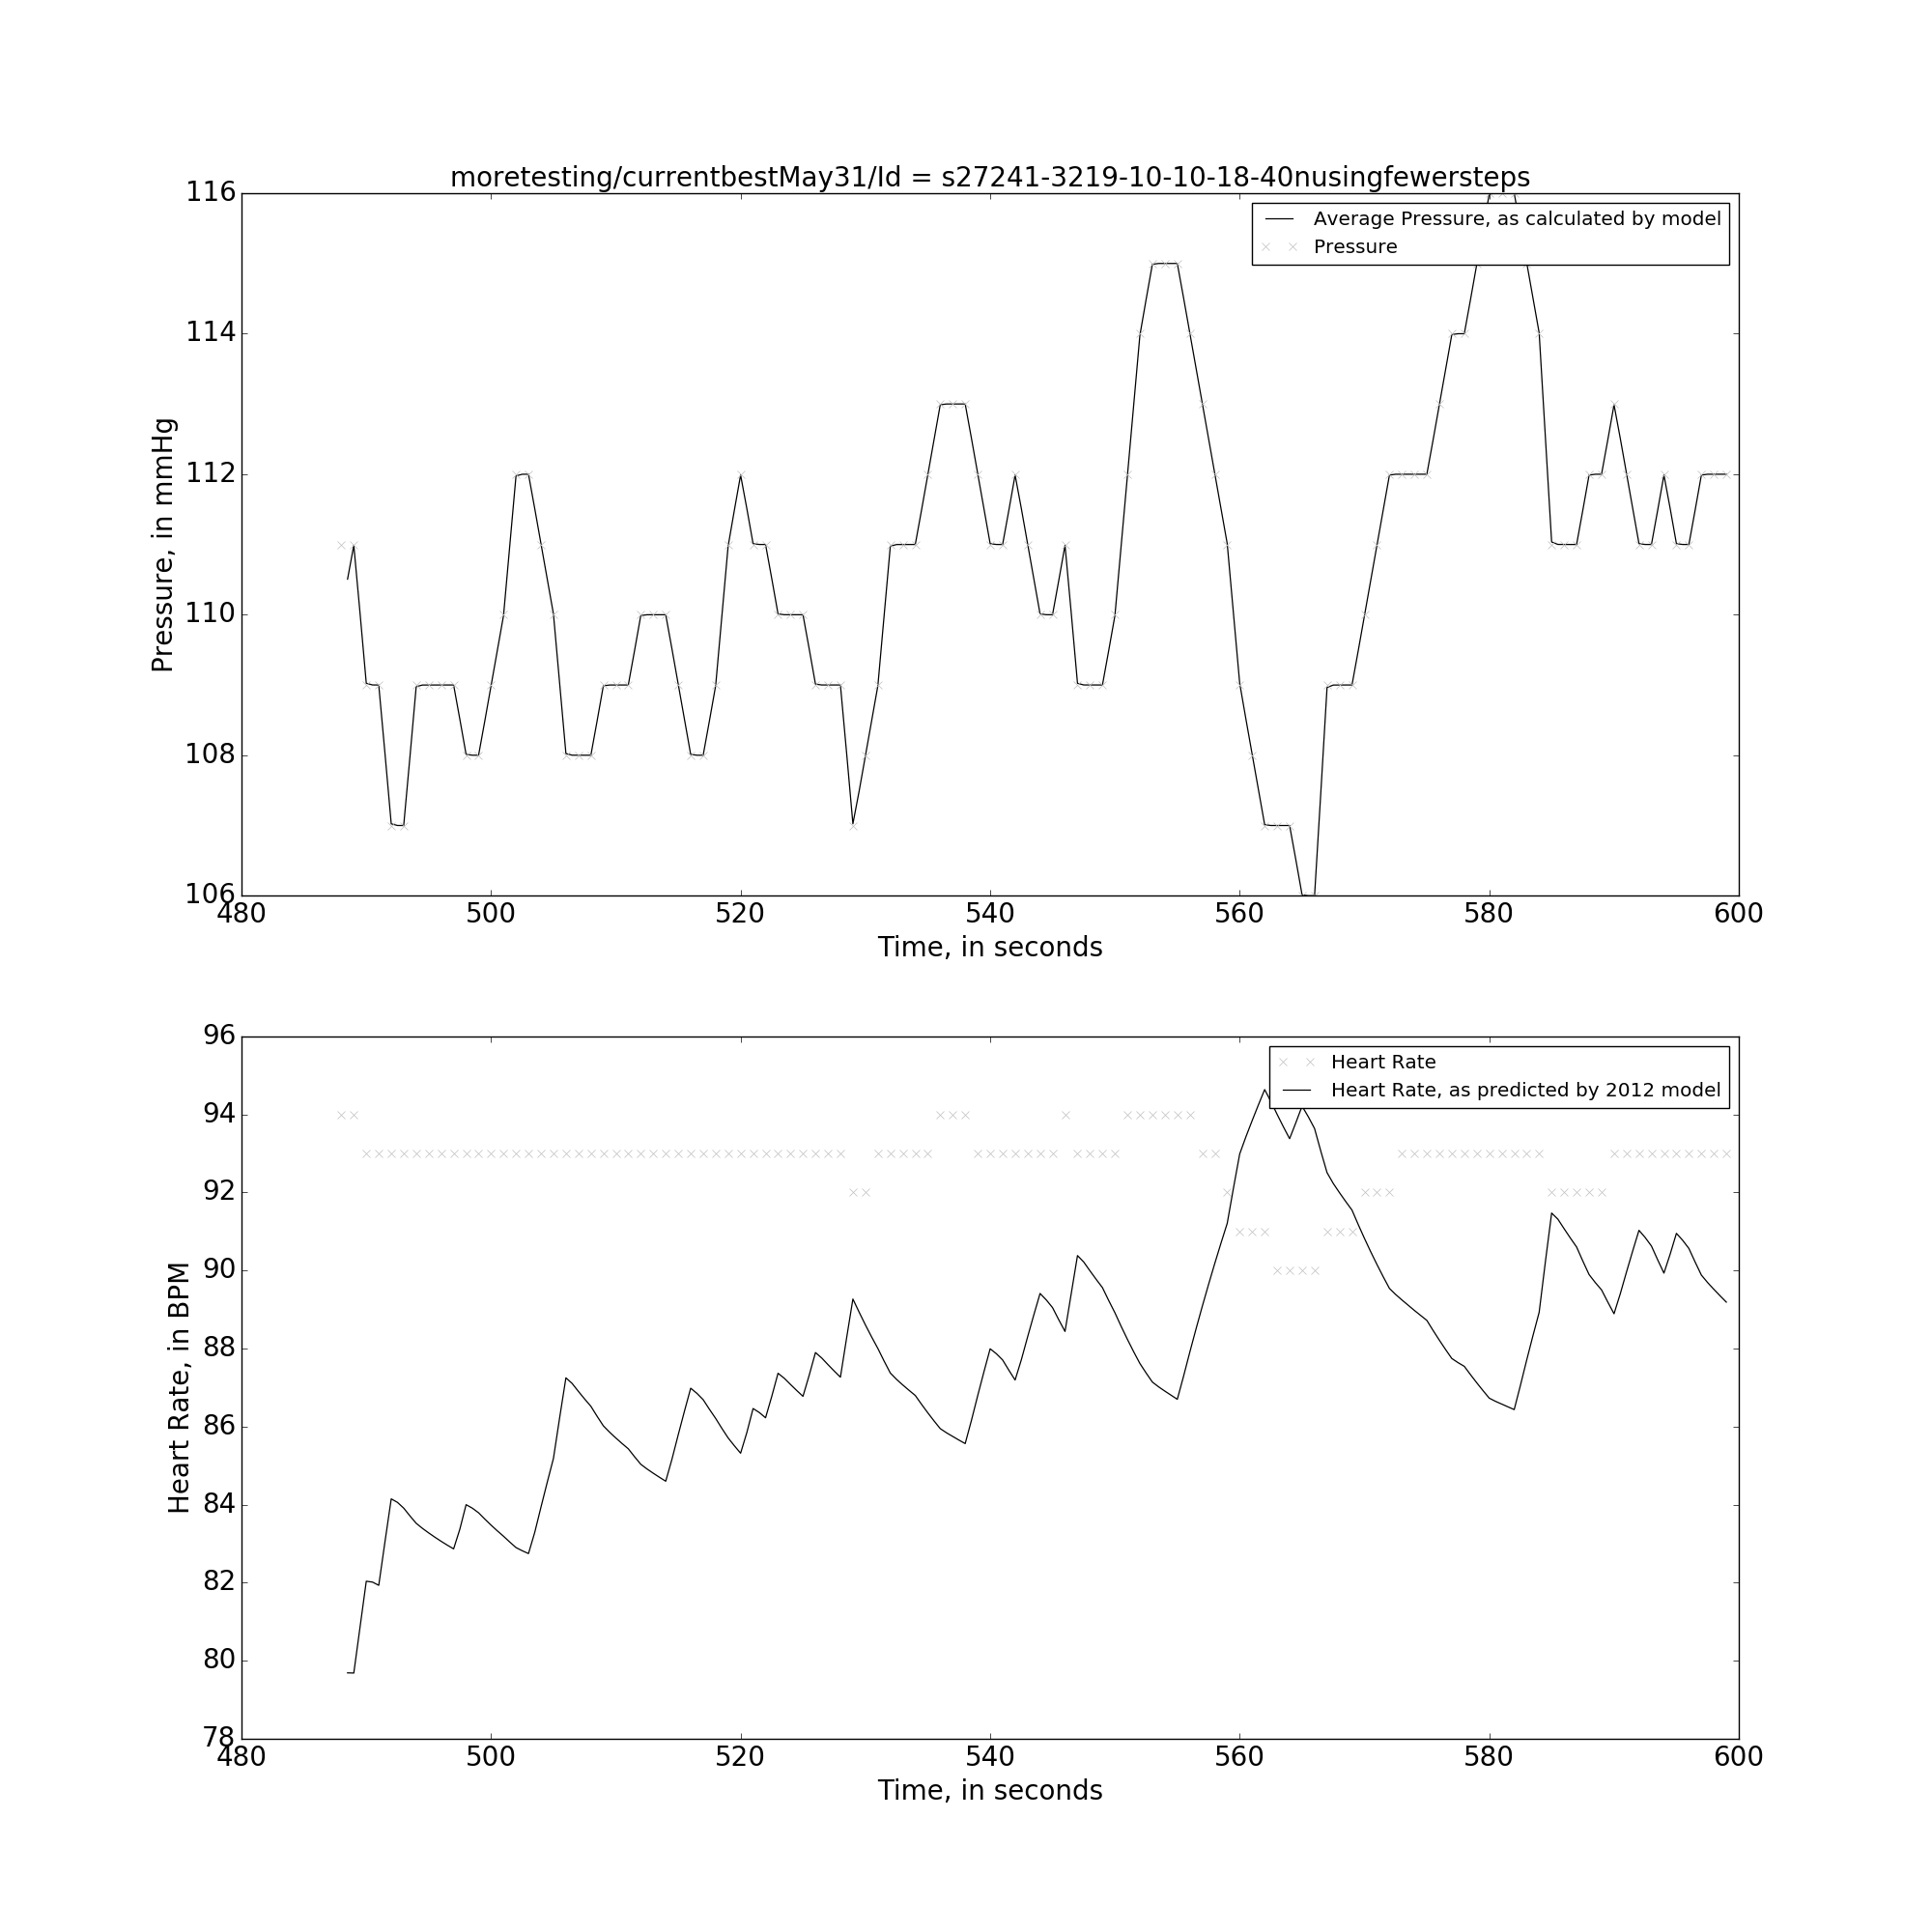 moretesting/currentbestMay31/Id = s27241-3219-10-10-18-40nusingfewersteps
116
114
112
110
108
106
Pressure, in mmHg
Average Pressure, as calculated by model
Pressure
480 500 520 540 560 580 600
Time, in seconds
96
94
92
90
88
86
84
82
80
78
Heart Rate, in BPM
Heart Rate
Heart Rate, as predicted by 2012 model
480 500 520 540 560 580 600
Time, in seconds